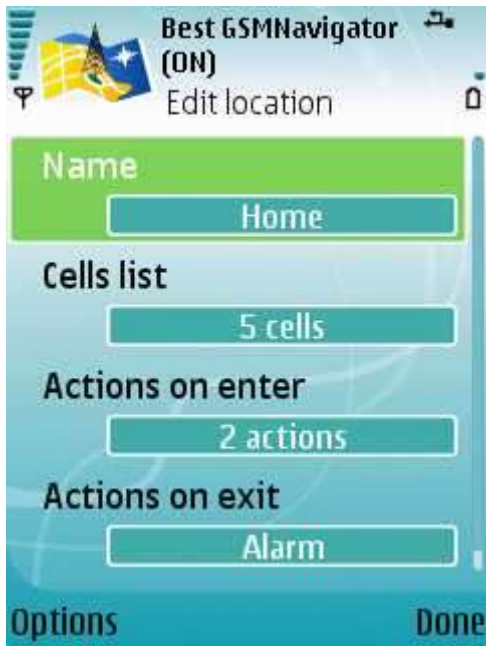 Best GSMNavigator
(ON)
Edit location
Name
Home
Cells list
5 cells
Actions on enter
2 actions
Actions on exit
Alarm
Options Done